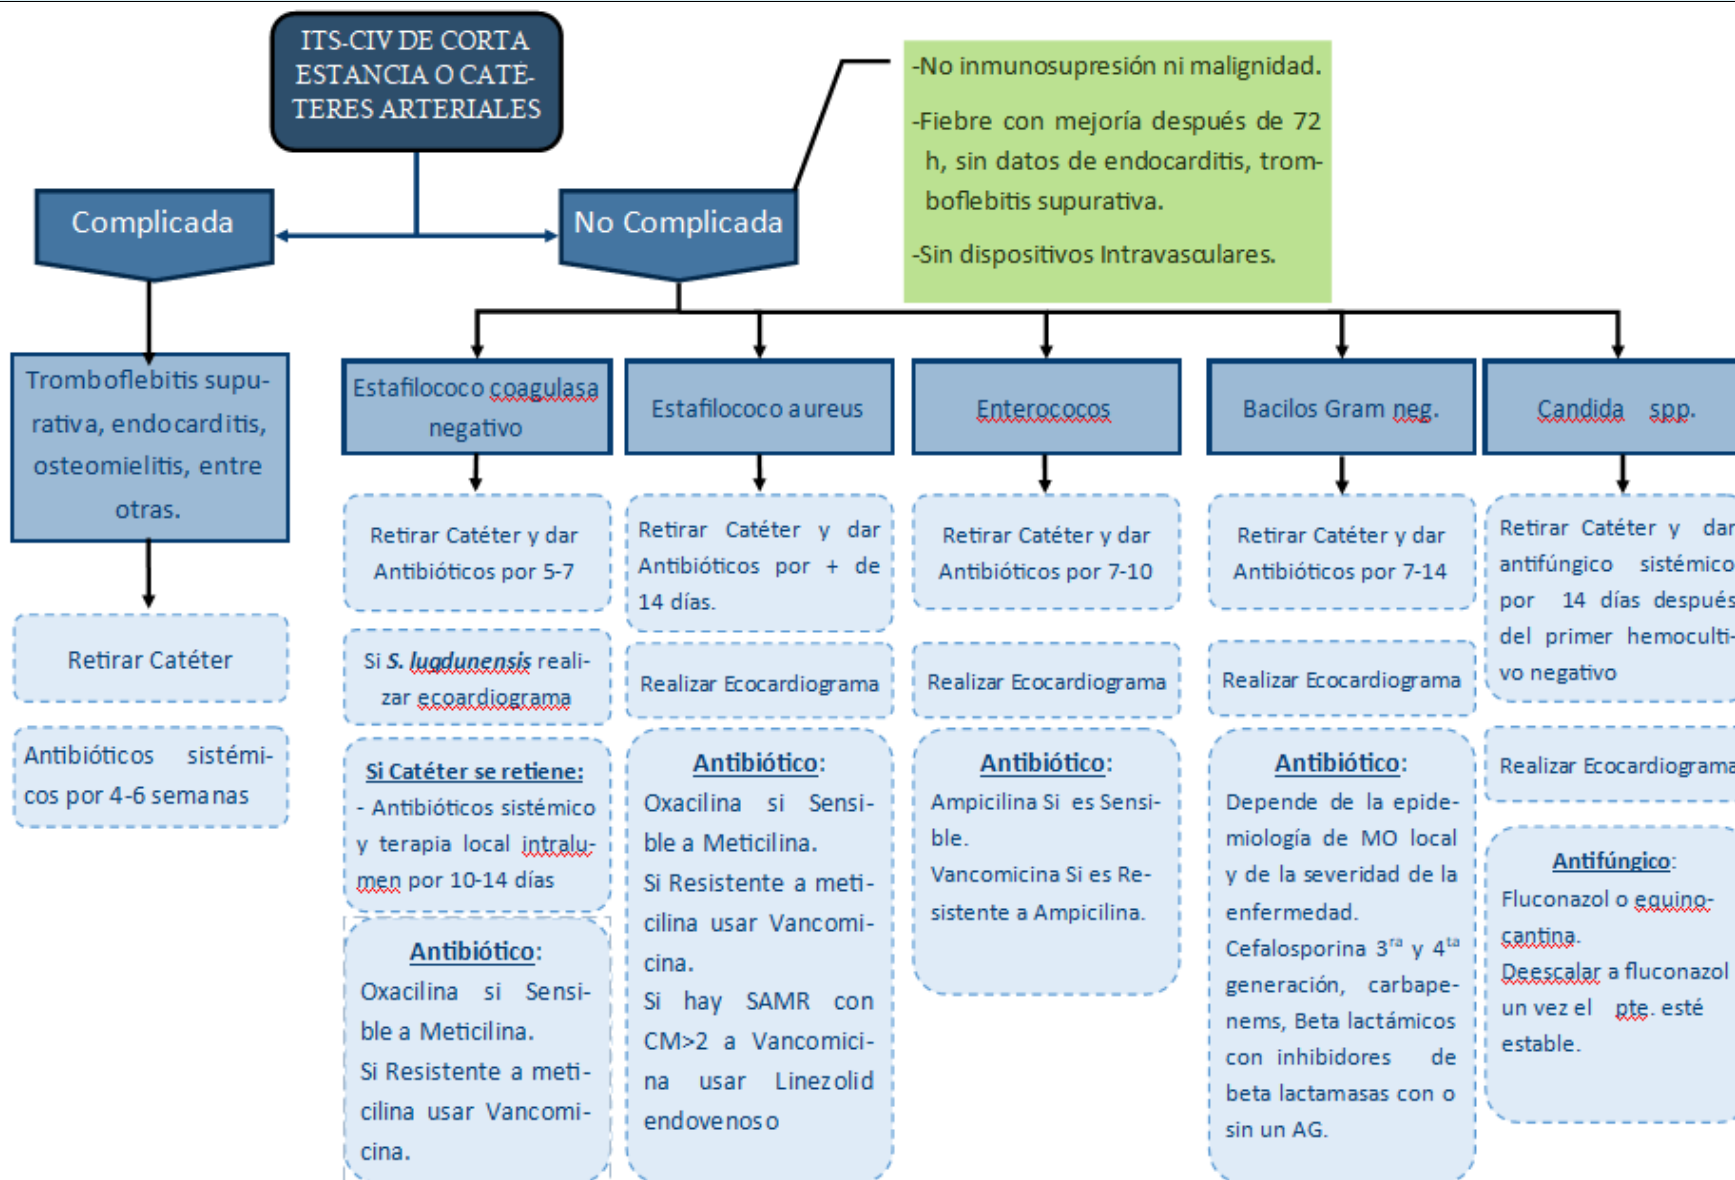 ITS-CIV DE CORTA
ESTANCIA O CATÉ-
TERES ARTERIALES
-No inmunosupresión ni malignidad.
-Fiebre con mejoría después de 72
h, sin datos de endocarditis, trom-
boflebitis supurativa.
-Sin dispositivos Intravasculares.
Complicada
No Complicada
Tromboflebitis supu-
rativa, endocarditis,
osteomielitis, entre
otras.
Retirar Catéter
Antibióticos sistémi-
cos por 4-6 semanas
Estafilococo coagulasa
negativo
Retirar Catéter y dar
Antibióticos por 5-7
Si S. lugdunensis reali-
zar ecoardiograma
Si Catéter se retiene:
- Antibióticos sistémico
y terapia local intralu-
men por 10-14 días
Antibiótico:
Oxacilina si Sensi-
ble a Meticilina.
Si Resistente a meti-
cilina usar Vancomi-
cina.
Estafilococo aureus
Retirar Catéter y dar
Antibióticos por + de
14 días.
Realizar Ecocardiograma
Antibiótico:
Oxacilina si Sensi-
ble a Meticilina.
Si Resistente a meti-
cilina usar Vancomi-
cina.
Si hay SAMR con
CM>2 a Vancomici-
na usar Linezolid
endovenoso
Enterococos
Retirar Catéter y dar
Antibióticos por 7-10
Realizar Ecocardiograma
Antibiótico:
Ampicilina Si es Sensi-
ble.
Vancomicina Si es Re-
sistente a Ampicilina.
Bacilos Gram neg.
Retirar Catéter y dar
Antibióticos por 7-14
Realizar Ecocardiograma
Antibiótico:
Depende de la epide-
miología de MO local
y de la severidad de la
enfermedad.
Cefalosporina 3ra y 4ta
generación, carbape-
nems, Beta lactámicos
con inhibidores de
beta lactamasas con o
sin un AG.
Candida spp.
Retirar Catéter y dar
antifúngico sistémico
por 14 días después
del primer hemoculti-
vo negativo
Realizar Ecocardiograma
Antifúngico:
Fluconazol o equino-
cantina.
Deescalar a fluconazol
un vez el pte. esté
estable.